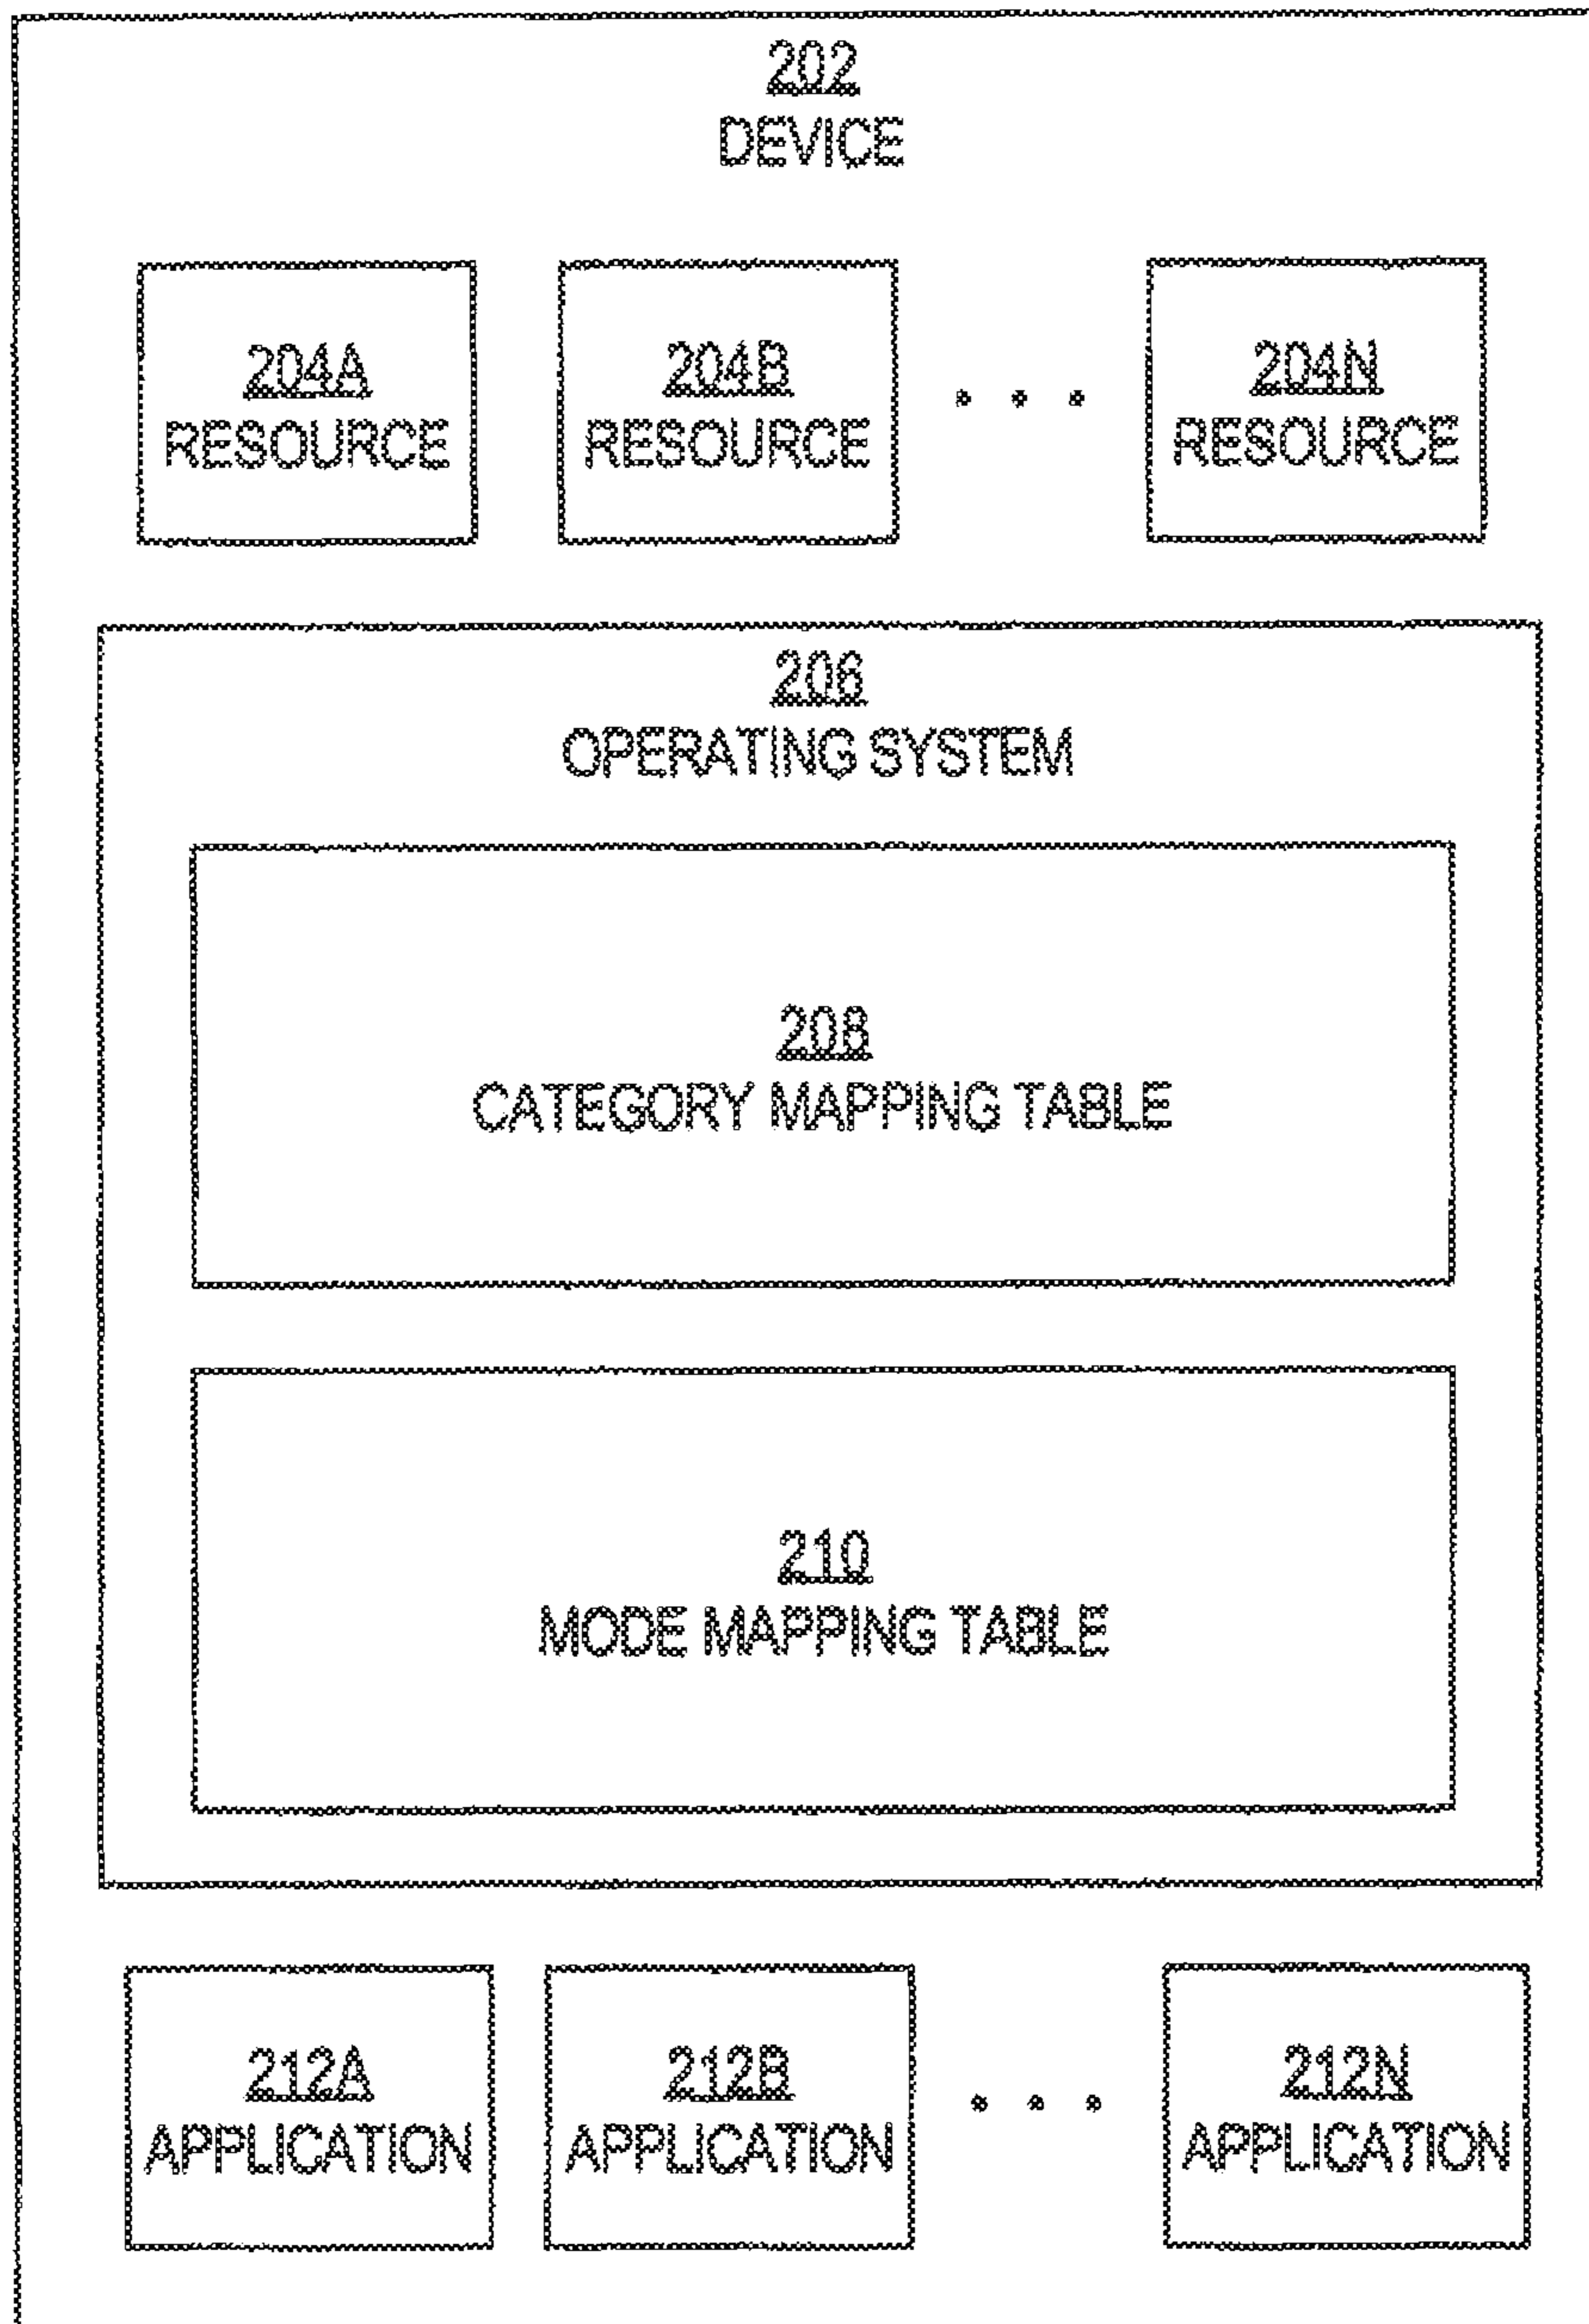 202
DEVICE
204A
RESOURCE
204B
RESOURCE
. . .
204N
RESOURCE
206
OPERATING SYSTEM
208
CATEGORY MAPPING TABLE
210
MODE MAPPING TABLE
212A
APPLICATION
212B
APPLICATION
. . .
212N
APPLICATION